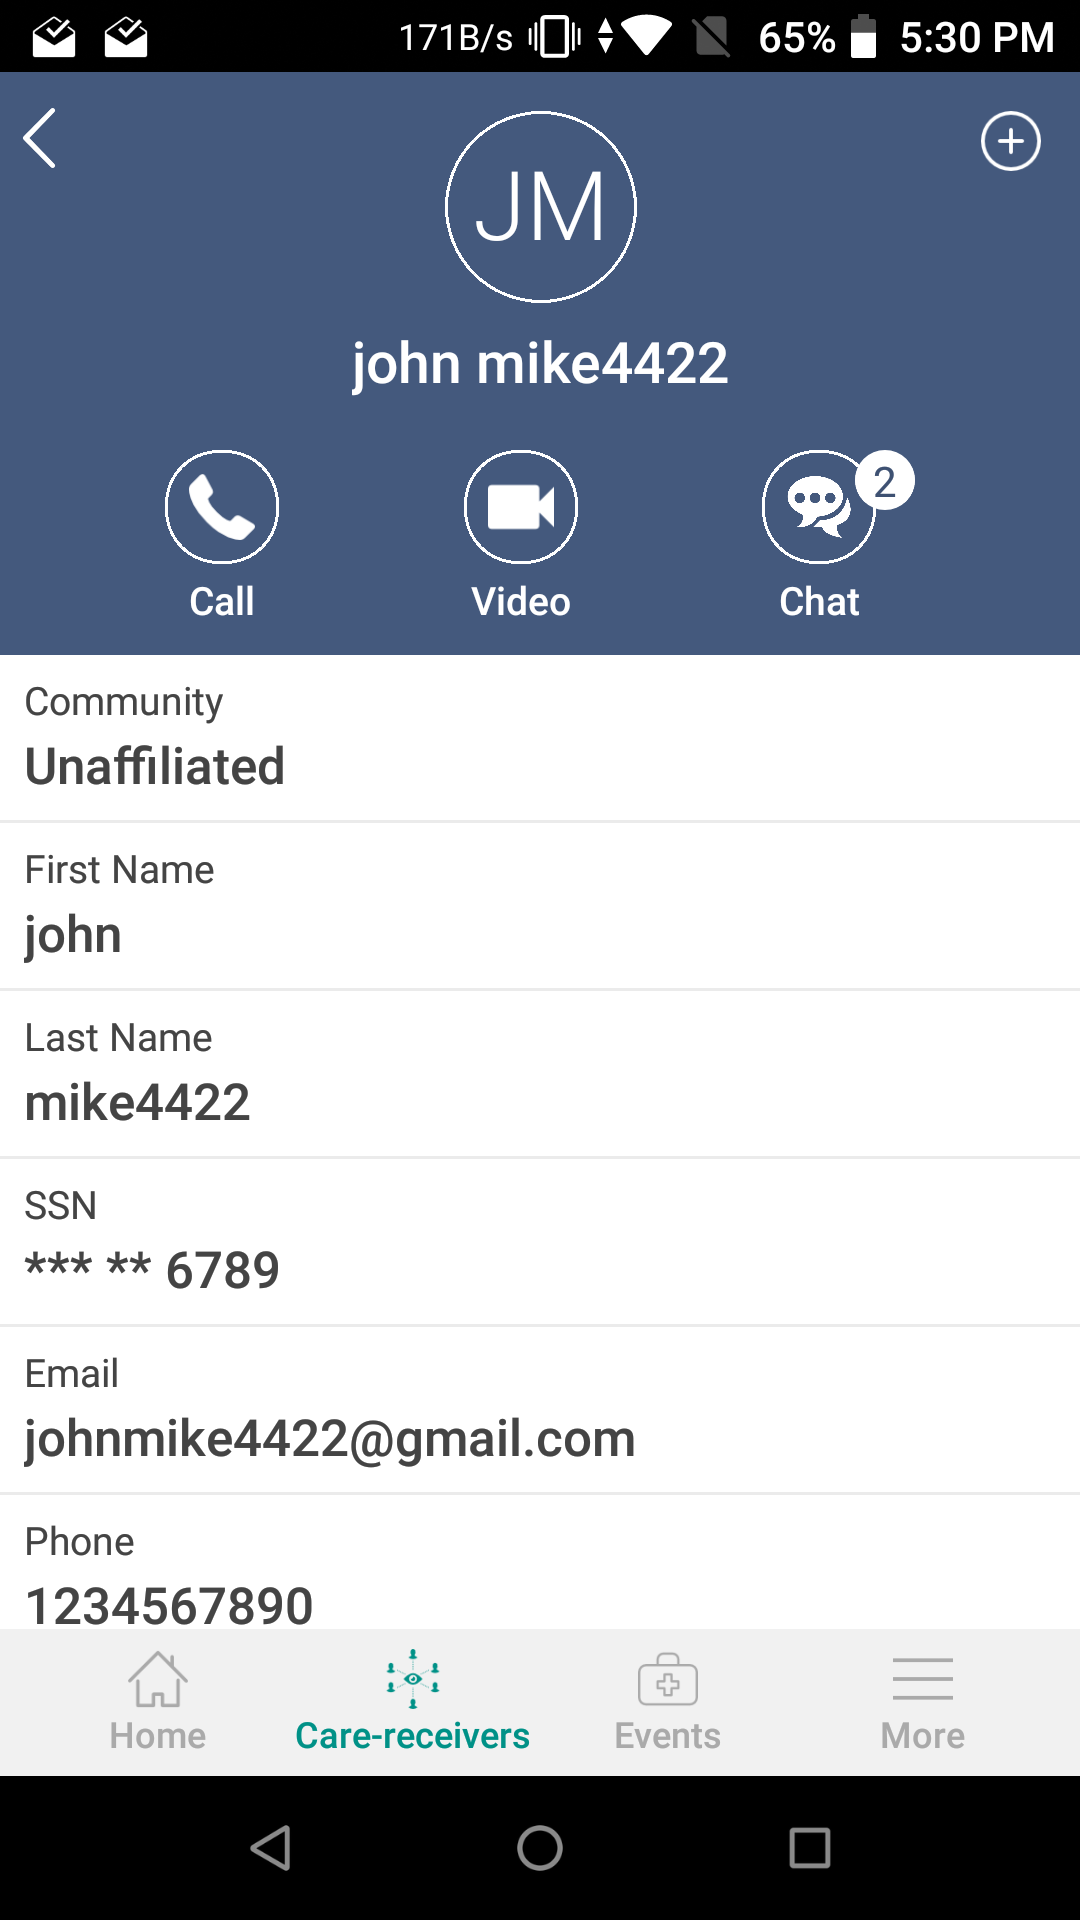 171B/s 65% 5:30 PM
JM
john mike4422
2
Call Video Chat
Community
Unaffiliated
First Name
john
Last Name
mike4422
SSN
*** ** 6789
Email
johnmike4422@gmail.com
Phone
1234567890
Home Care-receivers Events More